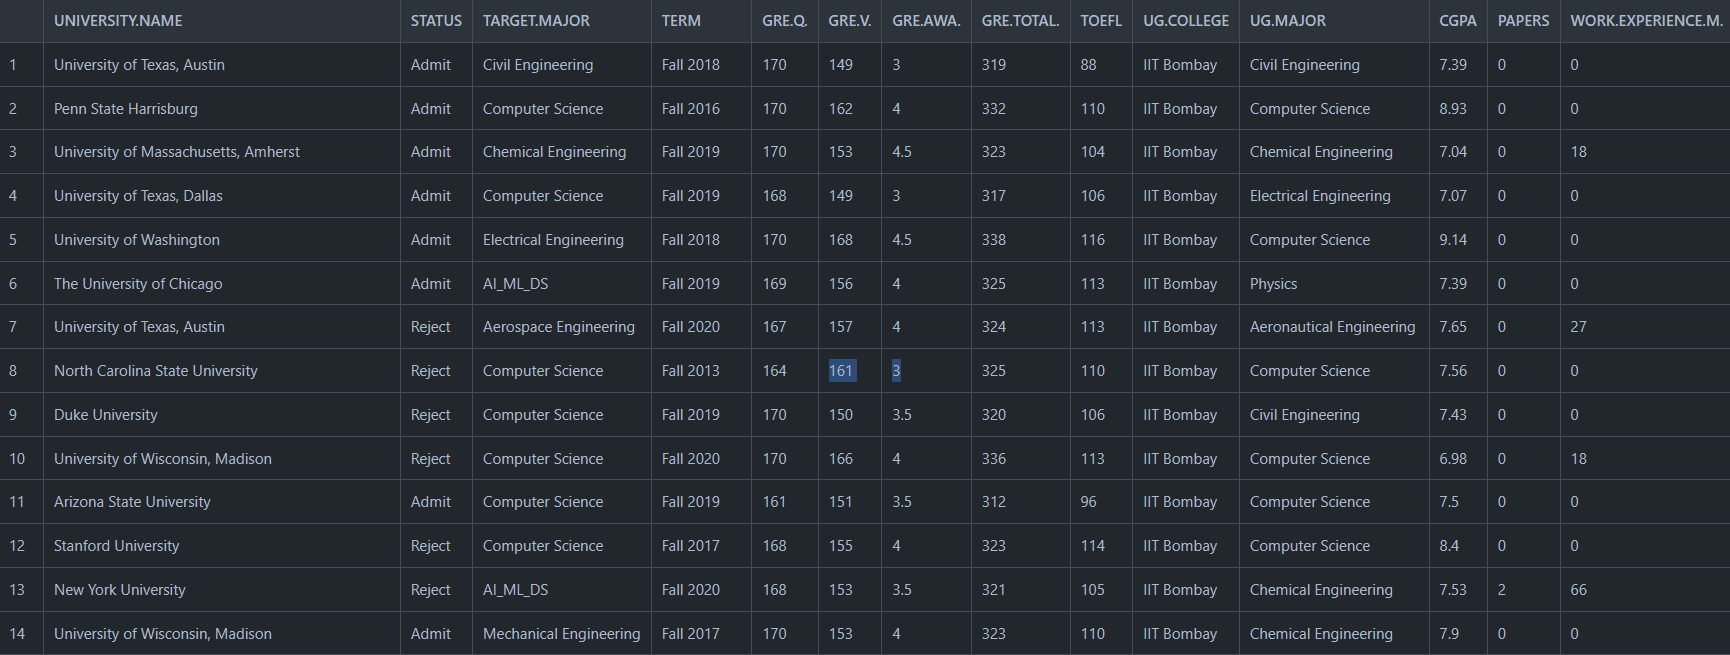 UNIVERSITY.NAME STATUS TARGET.MAJOR TERM GRE.Q. GRE.V. GRE.AWA. GRE.TOTAL. TOEFL UG.COLLEGE UG.MAJOR CGPA PAPERS WORK.EXPERIENCE.M.
1 University of Texas, Austin Admit Civil Engineering Fall 2018 170 149 3 319 88 IIT Bombay Civil Engineering 7.39 0 0
2 Penn State Harrisburg Admit Computer Science Fall 2016 170 162 4 332 110 IIT Bombay Computer Science 8.93 0 0
3 University of Massachusetts, Amherst Admit Chemical Engineering Fall 2019 170 153 4.5 323 104 IIT Bombay Chemical Engineering 7.04 0 18
4 University of Texas, Dallas Admit Computer Science Fall 2019 168 149 3 317 106 IIT Bombay Electrical Engineering 7.07 0 0
5 University of Washington Admit Electrical Engineering Fall 2018 170 168 4.5 338 116 IIT Bombay Computer Science 9.14 0 0
6 The University of Chicago Admit AI_ML_DS Fall 2019 169 156 4 325 113 IIT Bombay Physics 7.39 0 0
7 University of Texas, Austin Reject Aerospace Engineering Fall 2020 167 157 4 324 113 IIT Bombay Aeronautical Engineering 7.65 0 27
8 North Carolina State University Reject Computer Science Fall 2013 164 161 3 325 110 IIT Bombay Computer Science 7.56 0 0
9 Duke University Reject Computer Science Fall 2019 170 150 3.5 320 106 IIT Bombay Civil Engineering 7.43 0 0
10 University of Wisconsin, Madison Reject Computer Science Fall 2020 170 166 4 336 113 IIT Bombay Computer Science 6.98 0 18
11 Arizona State University Admit Computer Science Fall 2019 161 151 3.5 312 96 IIT Bombay Computer Science 7.5 0 0
12 Stanford University Reject Computer Science Fall 2017 168 155 4 323 114 IIT Bombay Computer Science 8.4 0 0
13 New York University Reject AI_ML_DS Fall 2020 168 153 3.5 321 105 IIT Bombay Chemical Engineering 7.53 2 66
14 University of Wisconsin, Madison Admit Mechanical Engineering Fall 2017 170 153 4 323 110 IIT Bombay Chemical Engineering 7.9 0 0